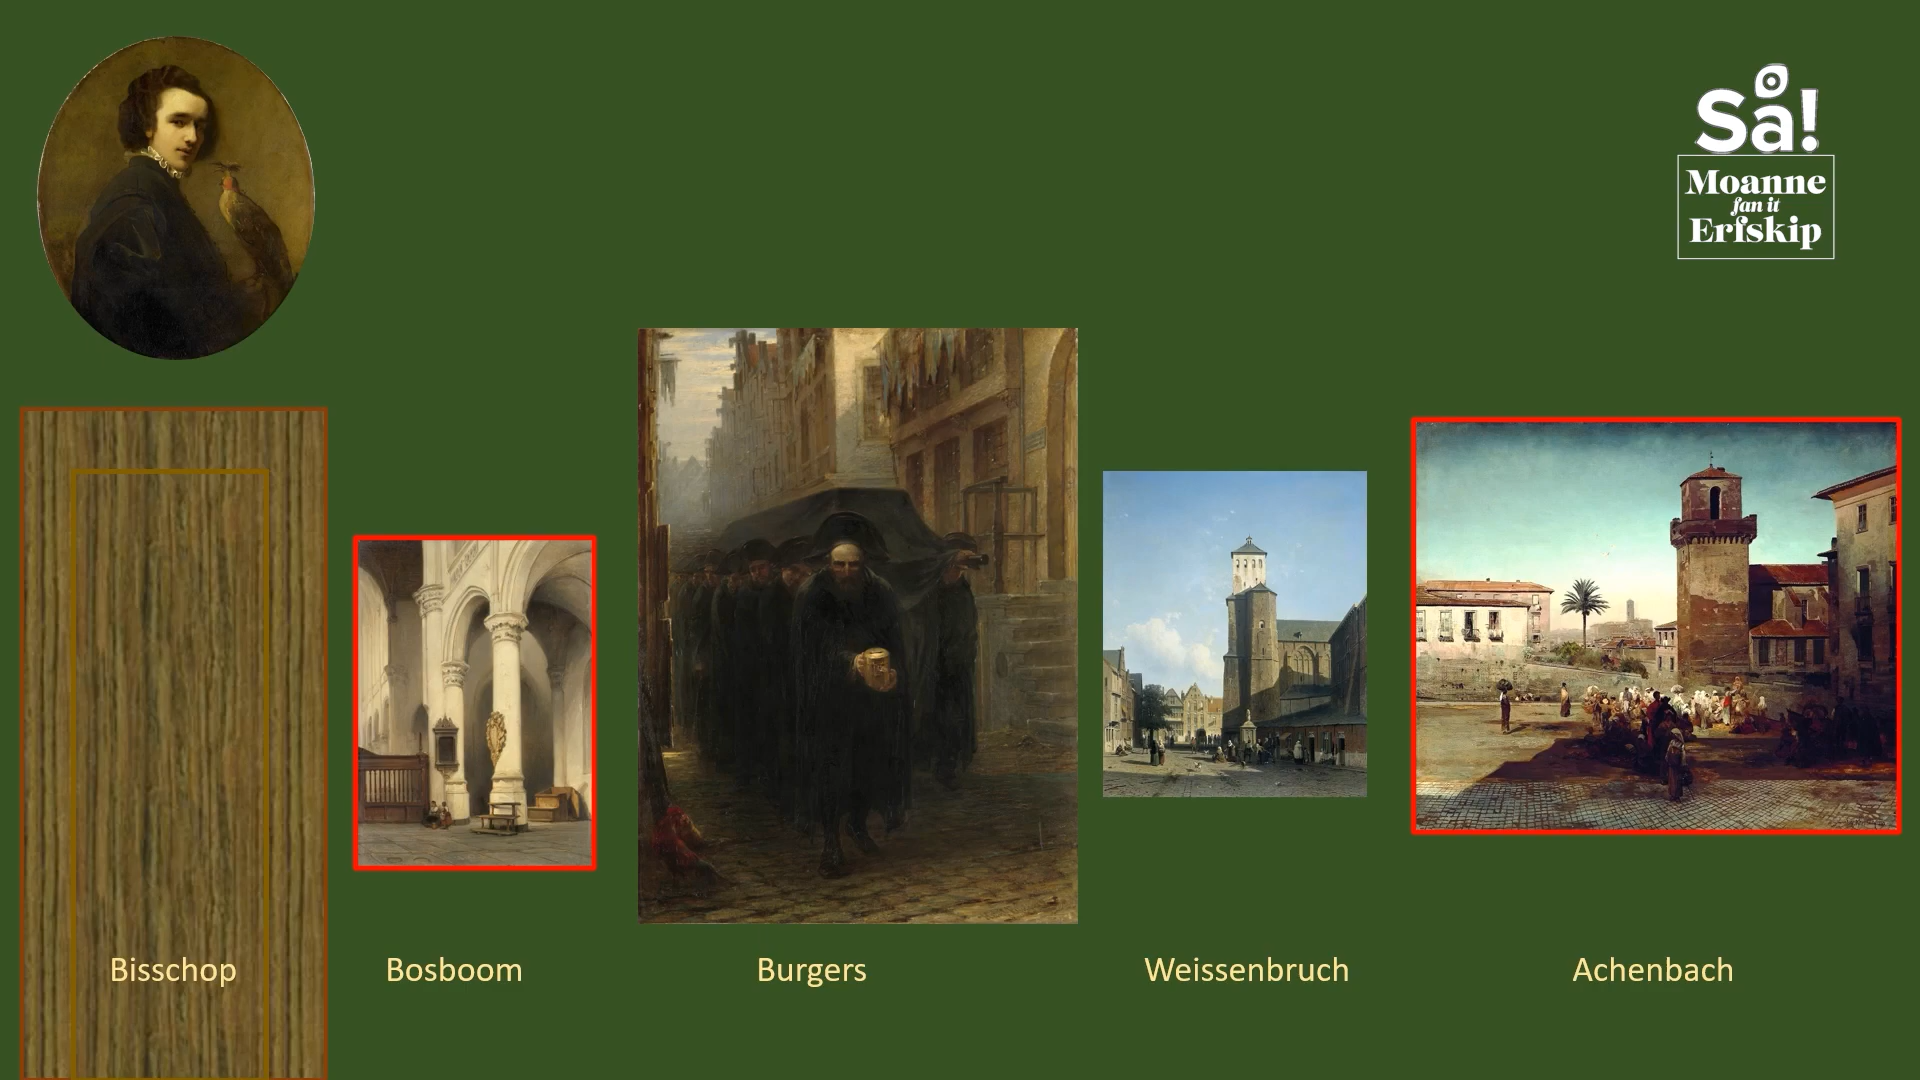 Så!
Moanne
fan it
Erfskip
Bisschop
Bosboom
Burgers
Weissenbruch
Achenbach